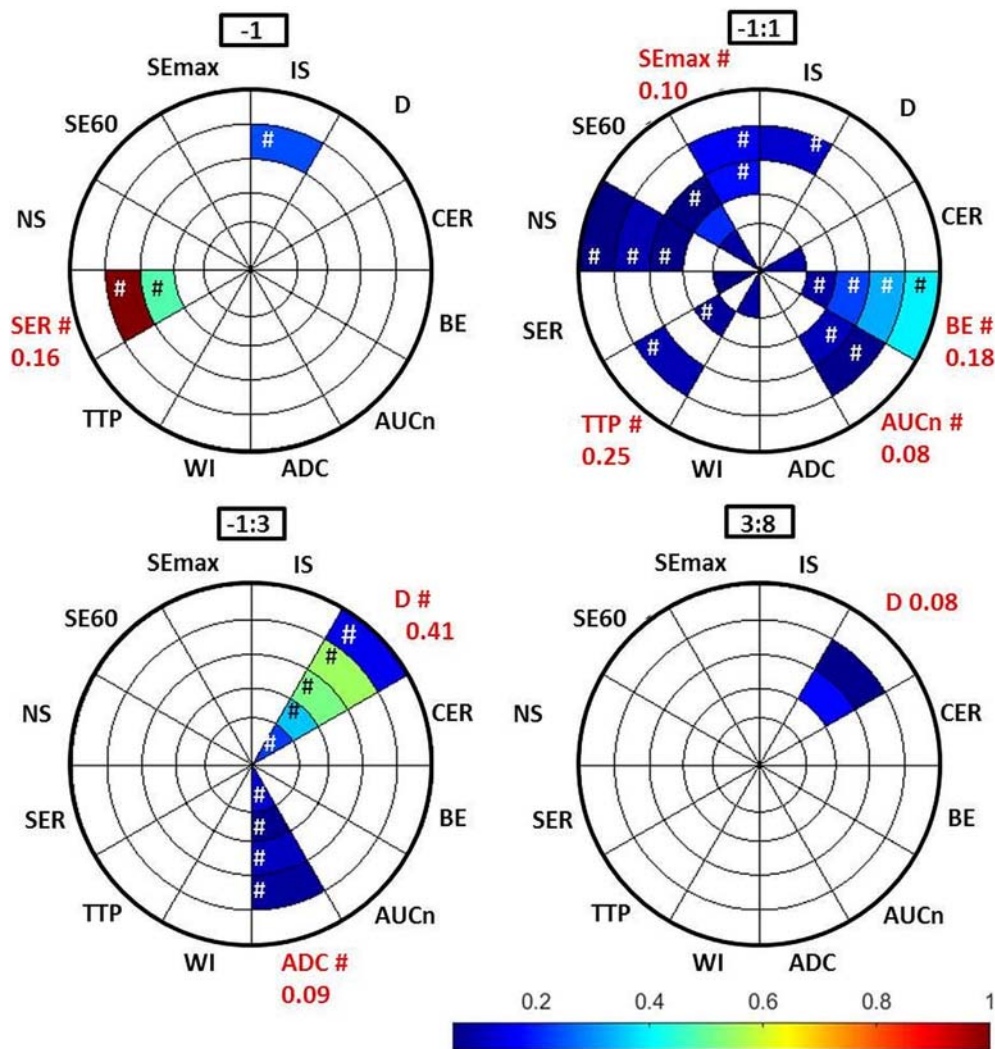 -1
SEmax IS
SE60 D
NS CER
# 
# #
SER #
0.16
BE
TTP AUCn
WI ADC
-1:1
SEmax #
0.10
IS
SE60 D
# #
#
NS # CER
# # #
# # # #
SER BE #
0.18
# #
# #
TTP #
0.25
AUCn #
0.08
WI ADC
-1:3
SEmax IS
D #
0.41
SE60 #
#
#
NS # CER
#
SER # BE
#
#
#
TTP AUCn
WI ADC #
0.09
3:8
SEmax IS
D 0.08
SE60
NS CER
SER BE
TTP AUCn
WI ADC
0.2 0.4 0.6 0.8 1